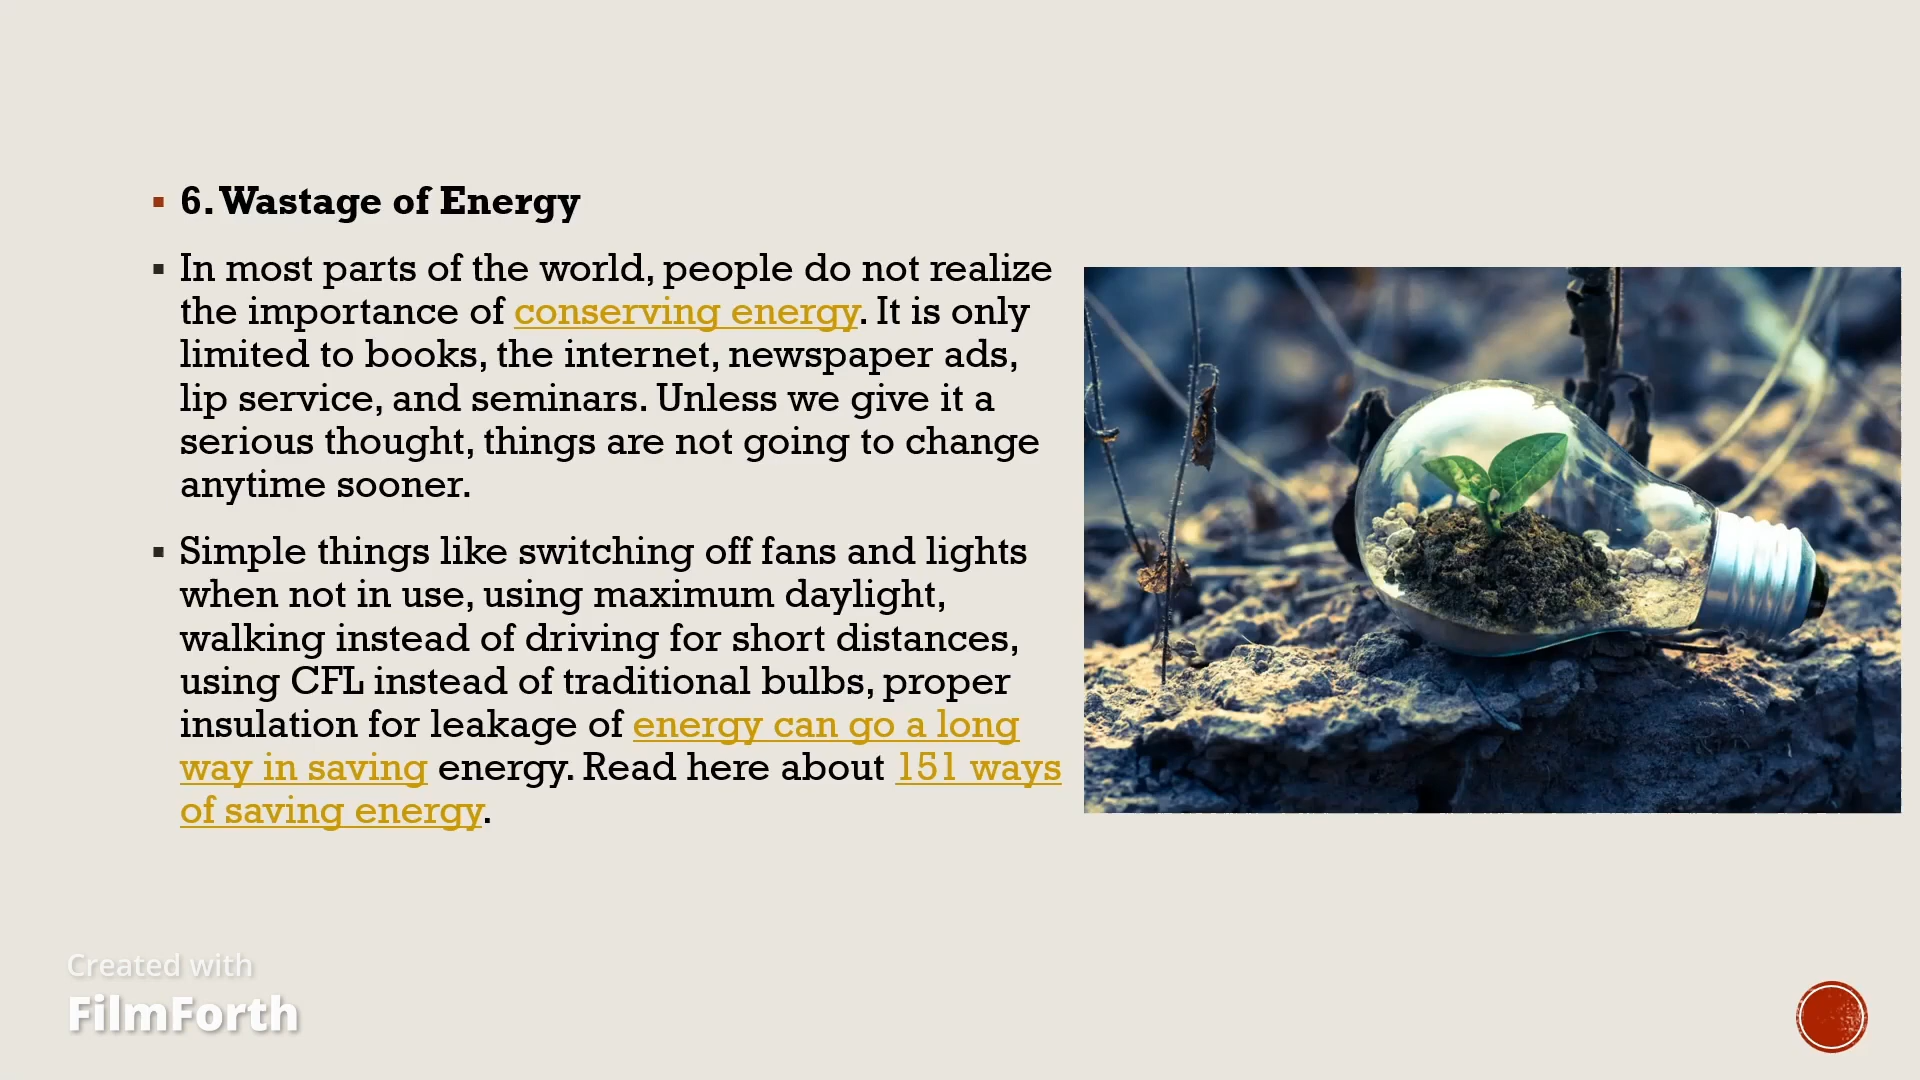 6. Wastage of Energy
In most parts of the world, people do not realize
the importance of conserving energy. It is only
limited to books, the internet, newspaper ads,
lip service, and seminars. Unless we give it a
serious thought, things are not going to change
anytime sooner.
Simple things like switching off fans and lights
when not in use, using maximum daylight,
walking instead of driving for short distances,
using CFL instead of traditional bulbs, proper
insulation for leakage of energy can go a long
way in saving energy. Read here about 151 ways
of saving energy.
Created with
FilmForth